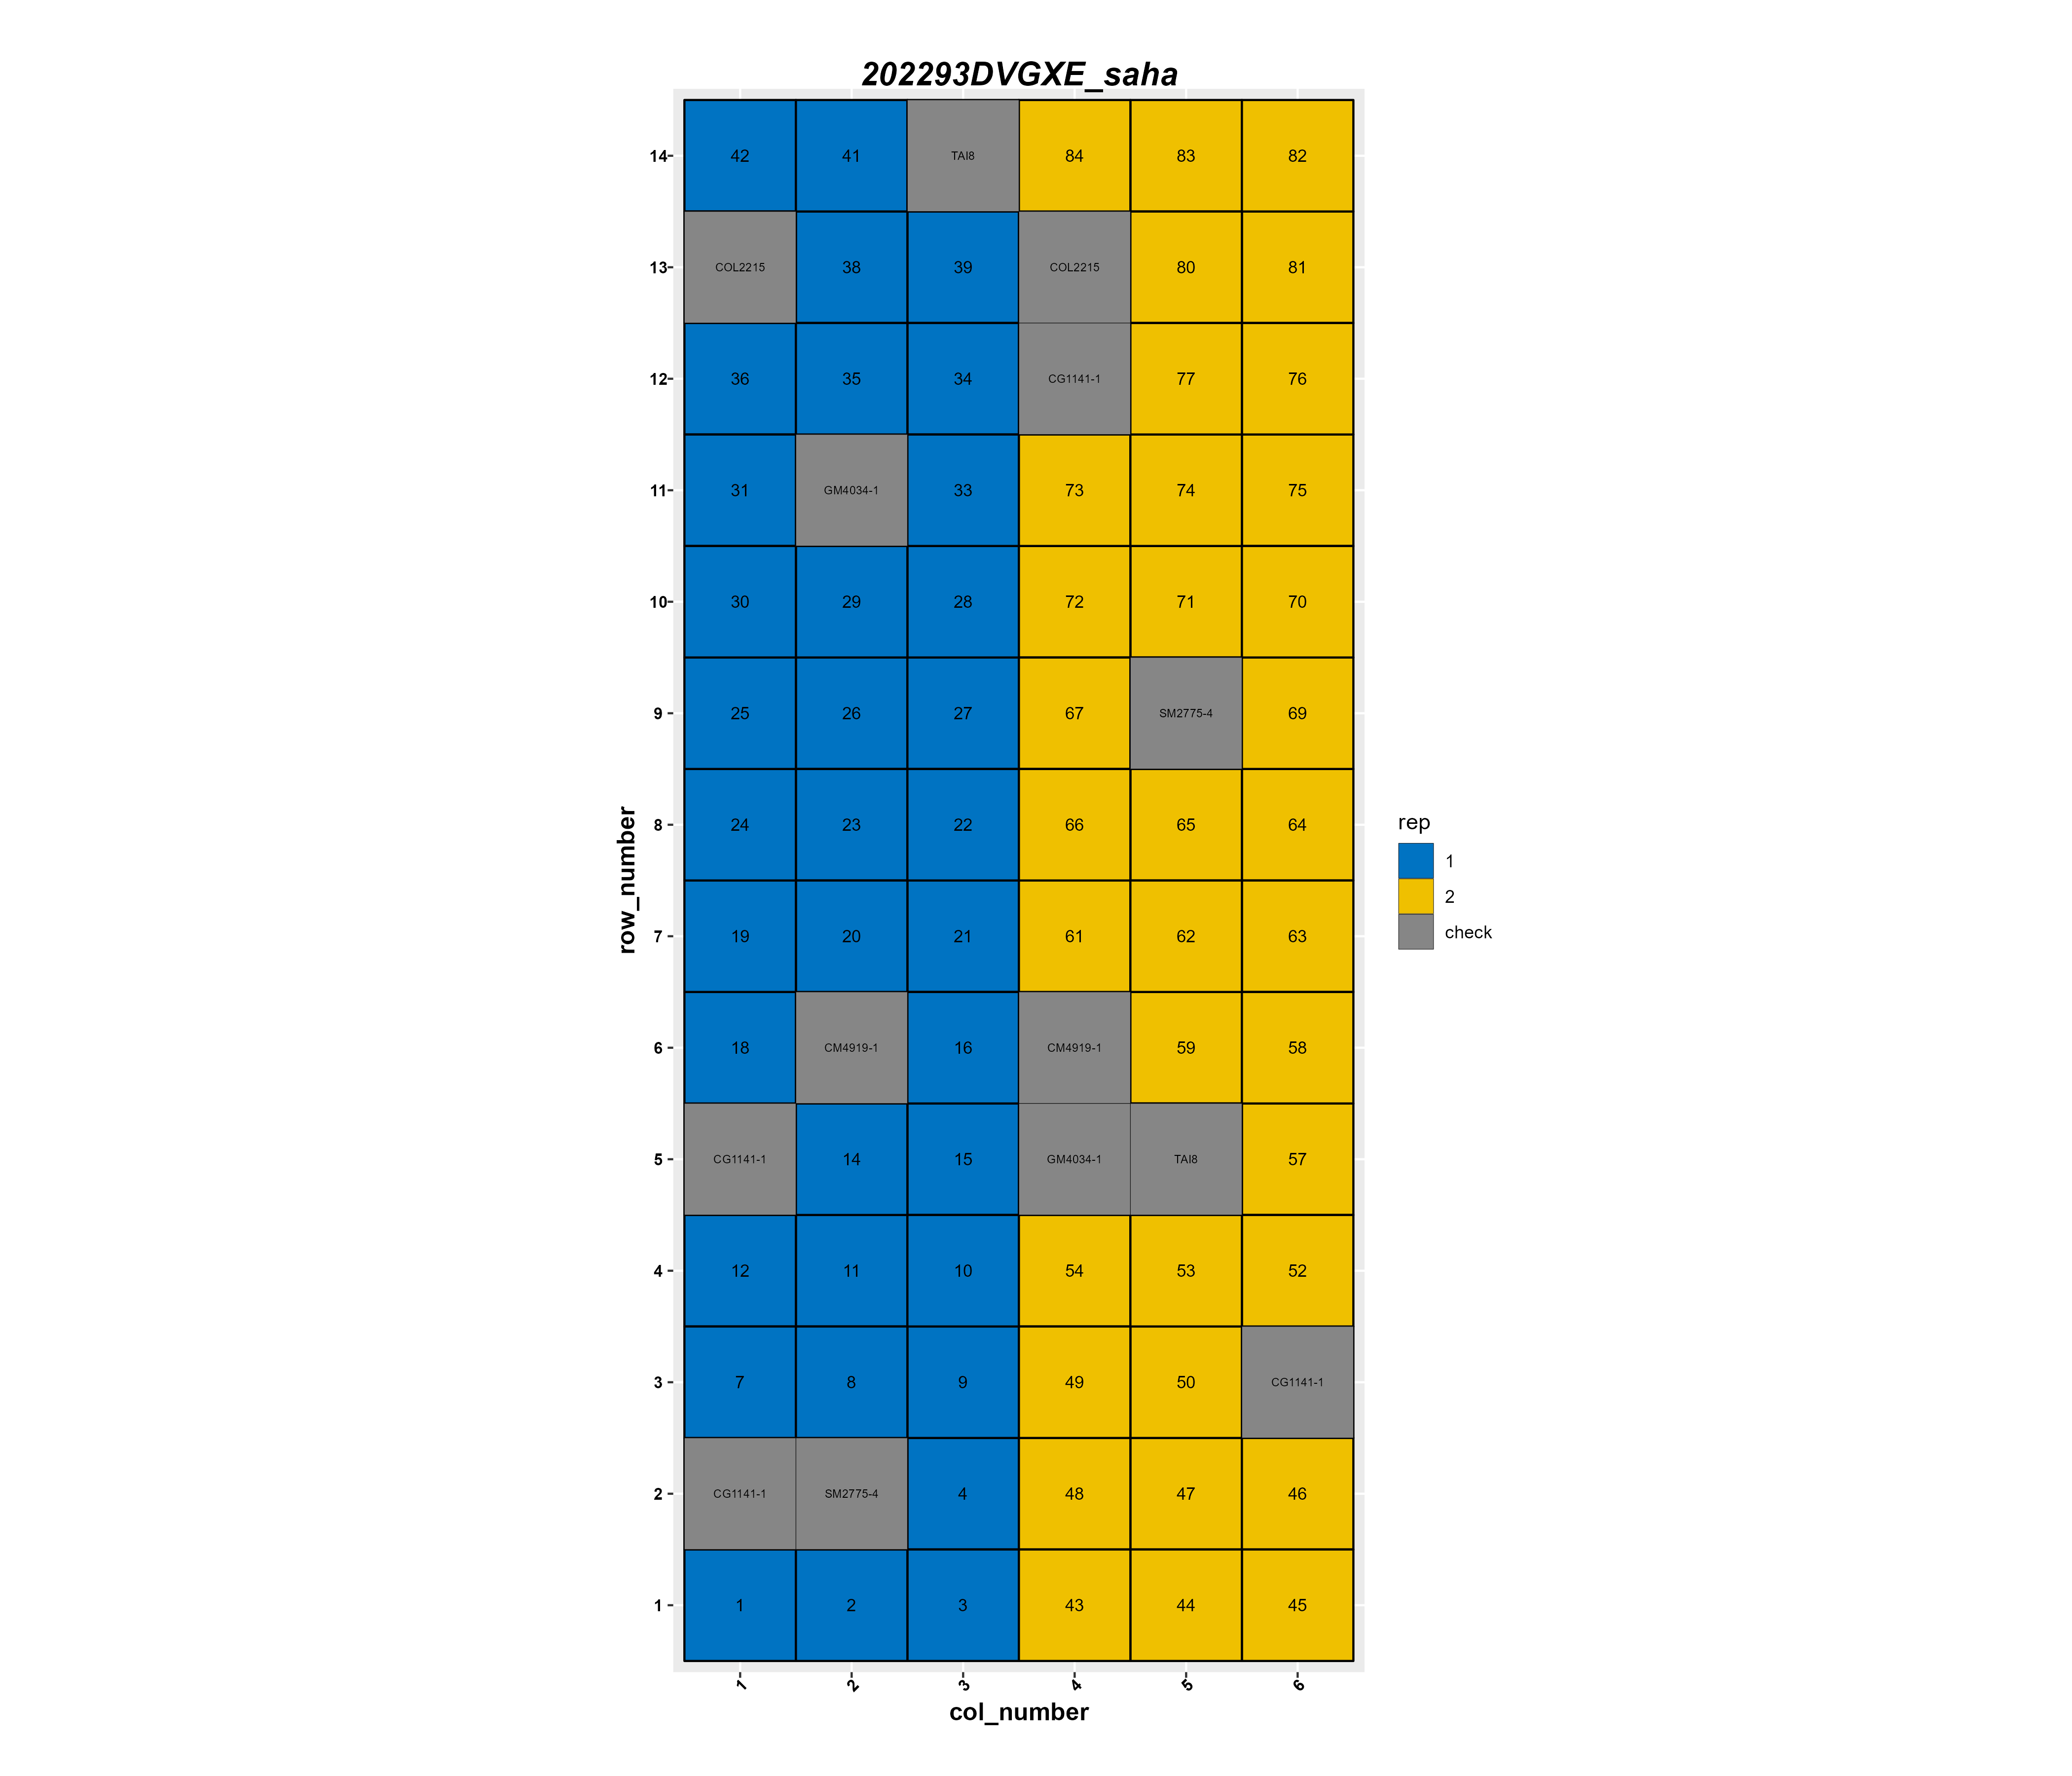 202293DVGXE_saha
14 42 41 TAI8 84 83 82
13 COL2215 38 39 COL2215 80 81
12 36 35 34 CG1141-1 77 76
11 31 GM4034-1 33 73 74 75
10 30 29 28 72 71 70
9 25 26 27 67 SM2775-4 69
8 24 23 22 66 65 64
7 19 20 21 61 62 63
6 18 CM4919-1 16 CM4919-1 59 58
5 CG1141-1 14 15 GM4034-1 TAI8 57
4 12 11 10 54 53 52
3 7 8 9 49 50 CG1141-1
2 CG1141-1 SM2775-4 4 48 47 46
1 1 2 3 43 44 45
1 2 3 4 5 6
col_number
row_number
rep
1
2
check